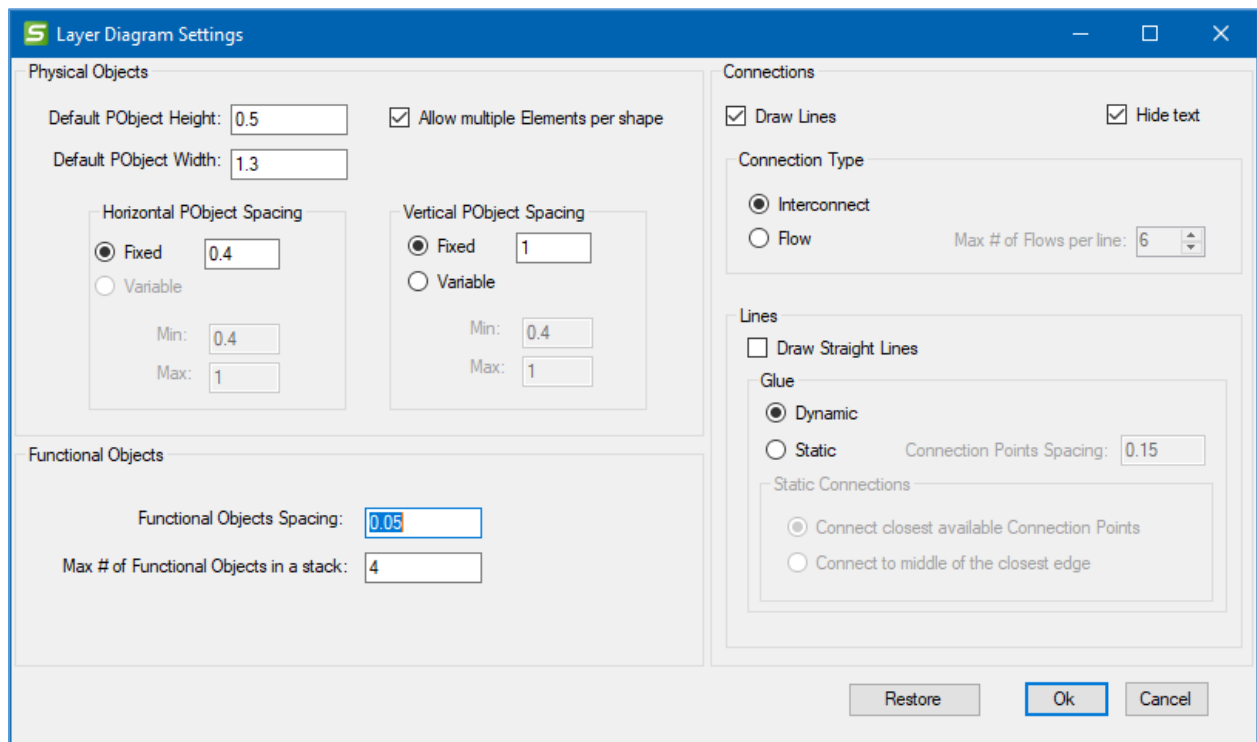 Layer Diagram Settings
Physical Objects
Default PObject Height: 0.5
Allow multiple Elements per shape
Default PObject Width: 1.3
Horizontal PObject Spacing
Fixed 0.4
Variable
Min: 0.4
Max: 1
Vertical PObject Spacing
Fixed 1
Variable
Min: 0.4
Max: 1
Functional Objects
Functional Objects Spacing: 0.05
Max # of Functional Objects in a stack: 4
Connections
Draw Lines
Hide text
Connection Type
Interconnect
Flow Max # of Flows per line: 6
Lines
Draw Straight Lines
Glue
Dynamic
Static Connection Points Spacing: 0.15
Static Connections
Connect closest available Connection Points
Connect to middle of the closest edge
Restore Ok Cancel